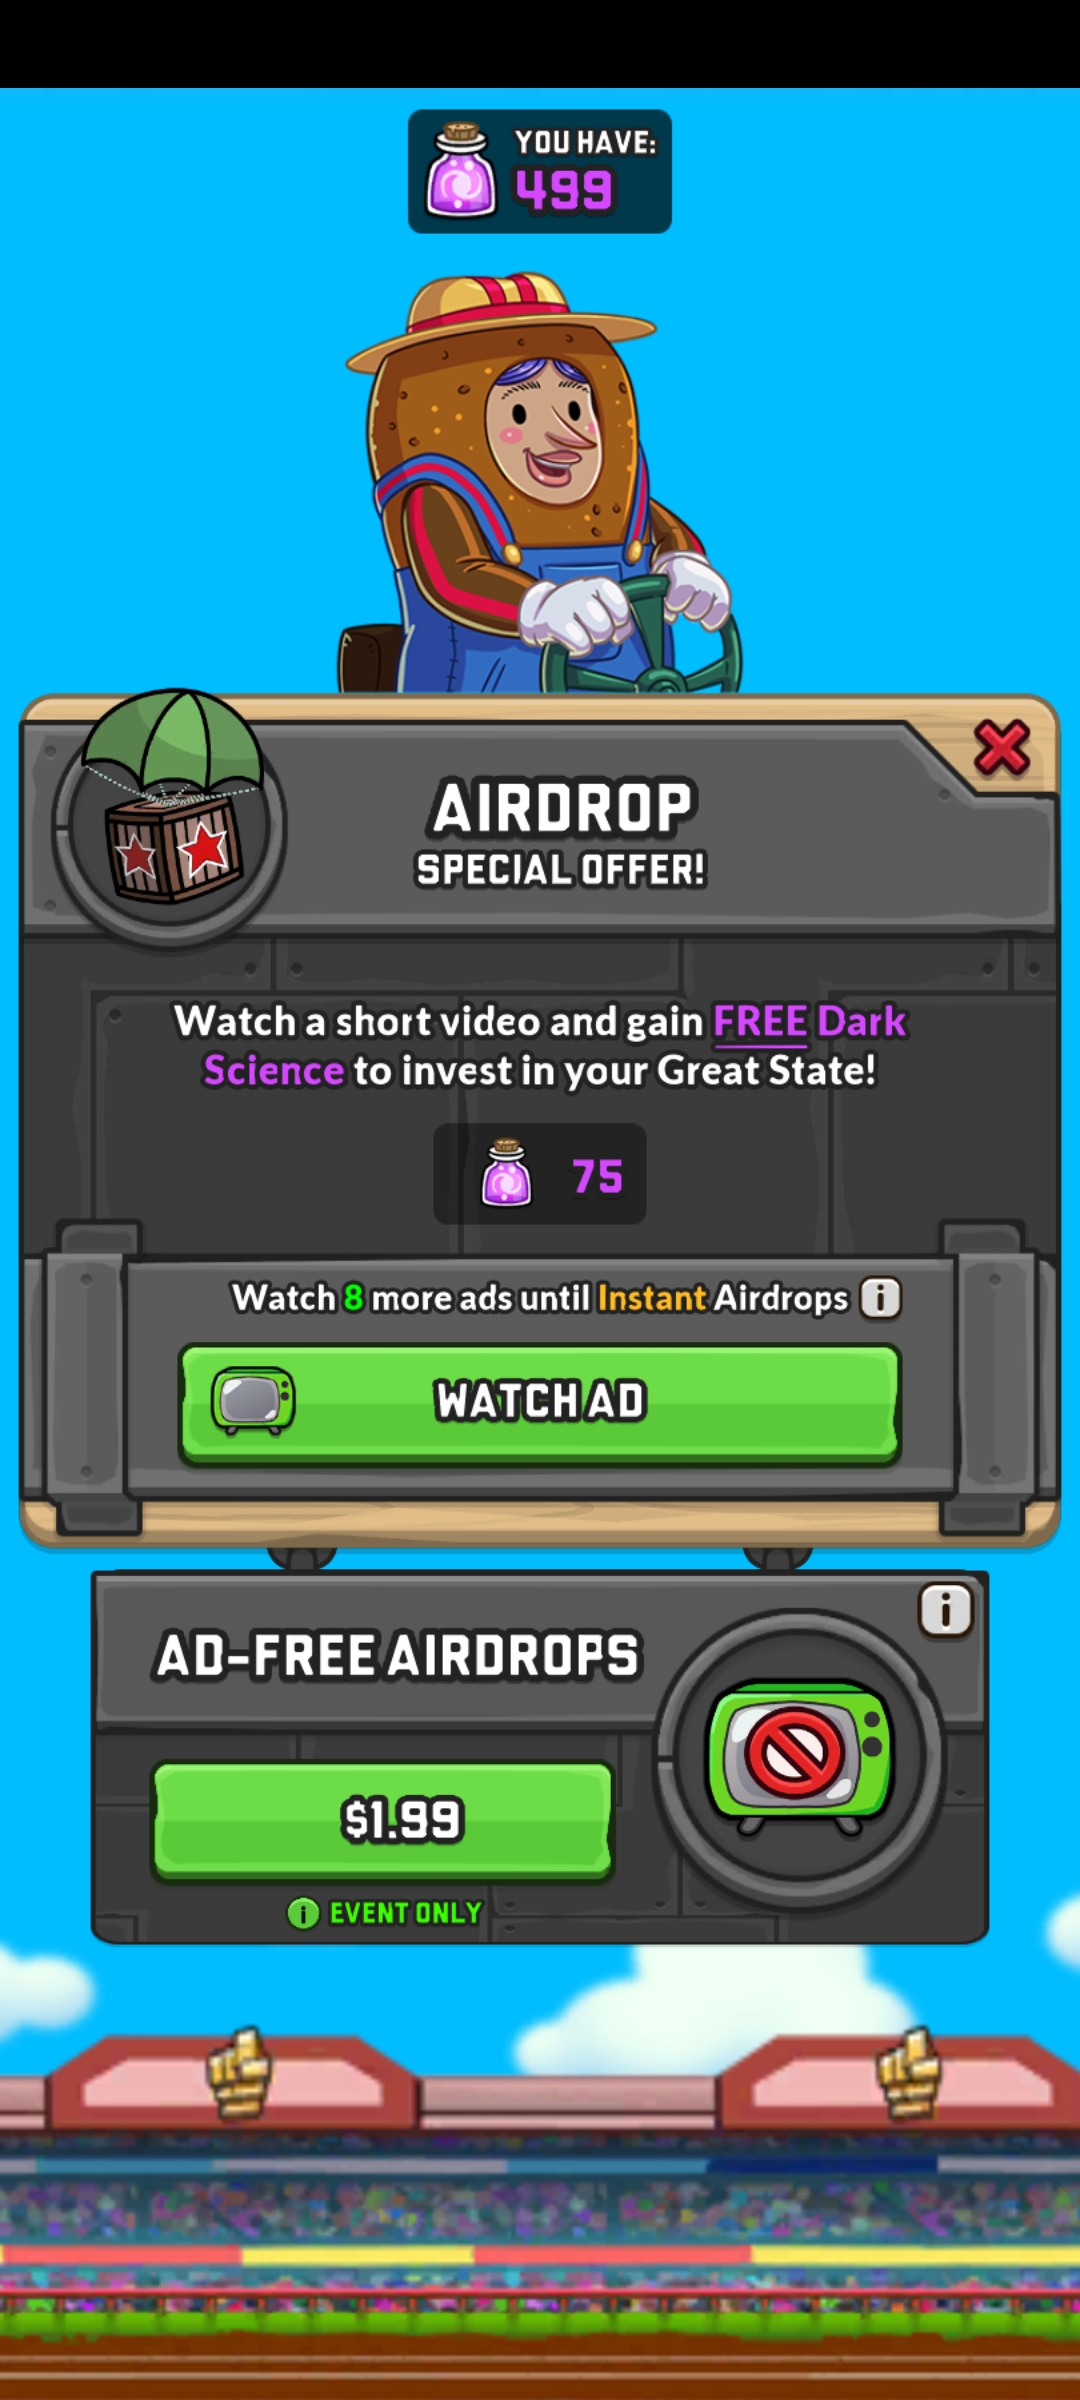 YOU HAVE:
499
AIRDROP
SPECIAL OFFER!
Watch a short video and gain FREE Dark
Science to invest in your Great State!
75
Watch 8 more ads until Instant Airdrops i
WATCH AD
i
AD-FREE AIRDROPS
$1.99
i EVENT ONLY